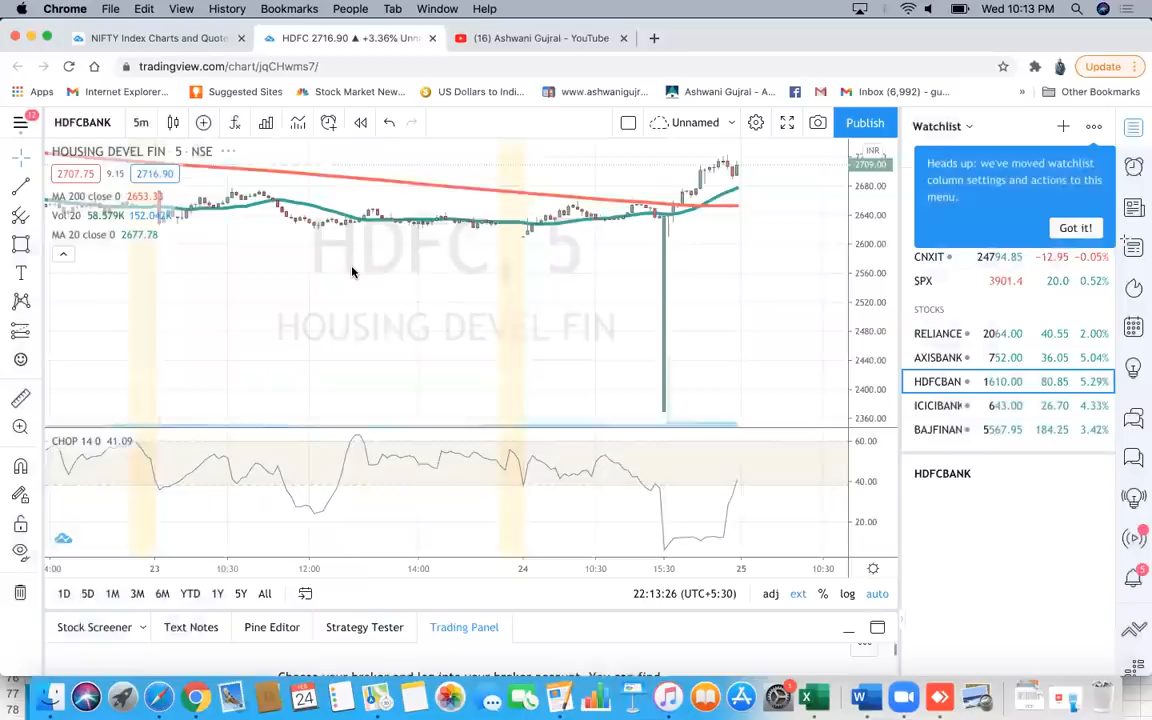 Chrome File Edit View History Bookmarks People Tab Window Help Wed 10:13 PM
NIFTY Index Charts and Quote HDFC 2716.90 ▲ +3.36% Unn (16) Ashwani Gujral - YouTube
tradingview.com/chart/jqCHwms7/ Update
Apps Internet Explorer... Suggested Sites Stock Market New... US Dollars to Indi... www.ashwanigujr... Ashwani Gujral - A... Inbox (6,992) - gu... » Other Bookmarks
12
HDFCBANK 5m Unnamed Publish Watchlist
HOUSING DEVEL FIN · 5 · NSE
INR
2707.75 9.15 2716.90
2709.00
MA 200 close 0 2653.33
2680.00
Vol 20 58.579K 152.042K
2640.00
MA 20 close 0 2677.78
2600.00
2560.00
2520.00
2480.00
2440.00
2400.00
2360.00
HDFC 5
HOUSING DEVEL FIN
CHOP 14 0 41.09
60.00
40.00
20.00
4:00 23 10:30 12:00 14:00 24 10:30 15:30 25 10:30
1D 5D 1M 3M 6M YTD 1Y 5Y All 22:13:26 (UTC+5:30) adj ext % log auto
Stock Screener Text Notes Pine Editor Strategy Tester Trading Panel
Heads up: we've moved watchlist
column settings and actions to this
menu.
Got it!
CNXIT 24794.85 -12.95 -0.05%
SPX 3901.4 20.0 0.52%
STOCKS
RELIANCE 2064.00 40.55 2.00%
AXISBANK 752.00 36.05 5.04%
HDFCBAN 1610.00 80.85 5.29%
ICICIBANK 643.00 26.70 4.33%
BAJFINAN 5567.95 184.25 3.42%
HDFCBANK
5
FEB
24
1
77
78